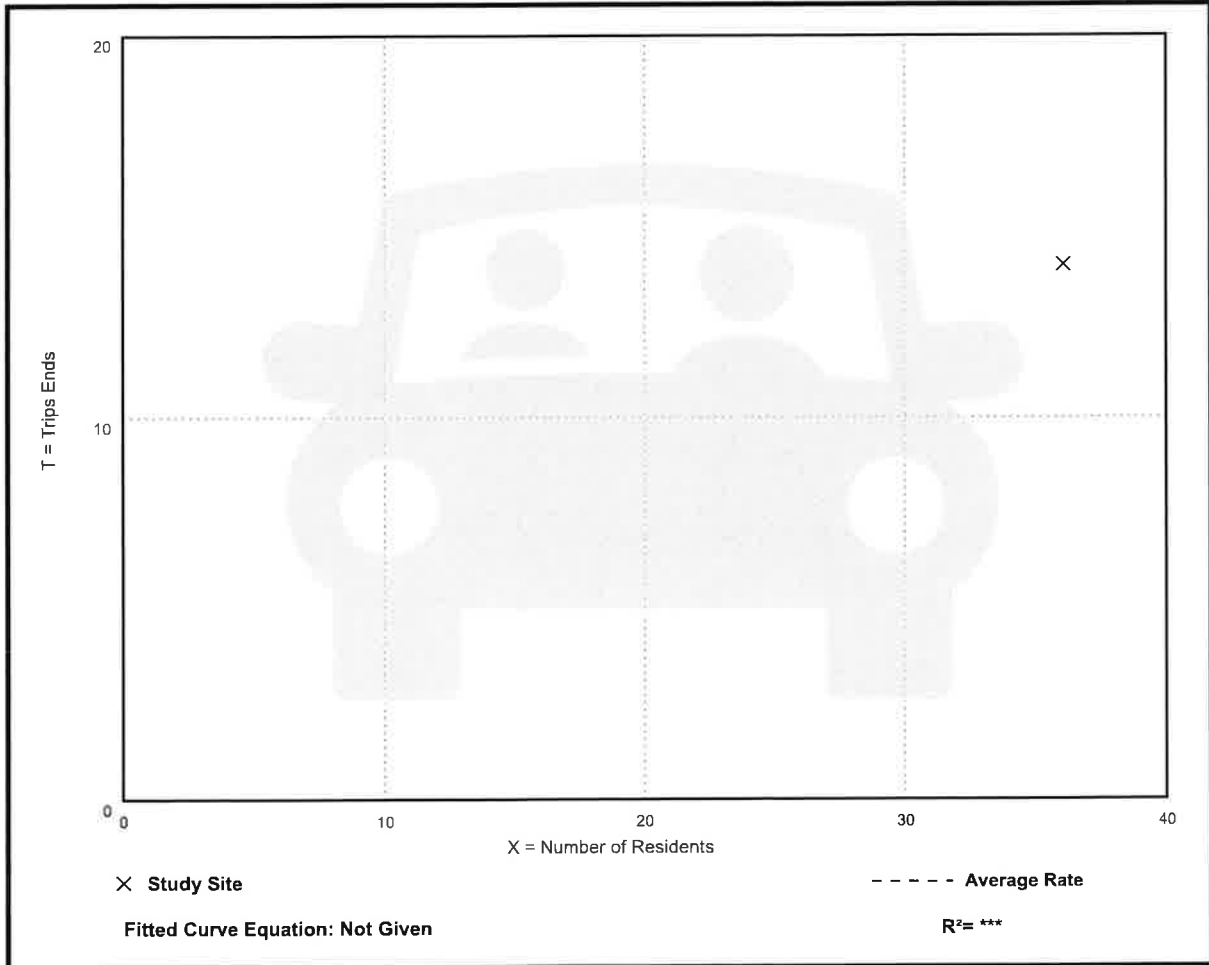 20
T = Trips Ends
10
0
0 10 20 30 40
X = Number of Residents
× Study Site
- - - - - - Average Rate
Fitted Curve Equation: Not Given
R²= ***